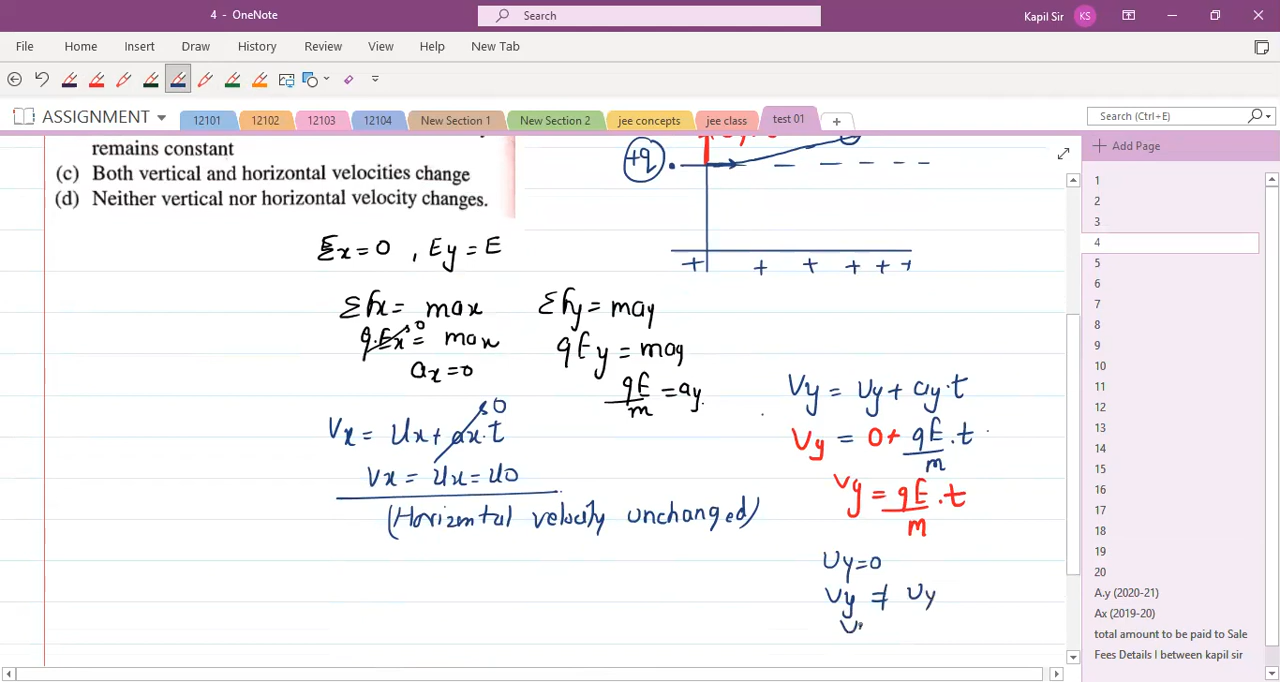 4 - OneNote
Search
Kapil Sir
KS
File Home Insert Draw History Review View Help New Tab
ASSIGNMENT
12101 12102 12103 12104 New Section 1 New Section 2 jee concepts jee class test 01 +
Search (Ctrl+E)
Add Page
1
2
3
4
5
6
7
8
9
10
11
12
13
14
15
16
17
18
19
20
A.y (2020-21)
Ax (2019-20)
total amount to be paid to Sale
Fees Details l between kapil sir
remains constant
(c) Both vertical and horizontal velocities change
(d) Neither vertical nor horizontal velocity changes.
+q
+ + + + + +
Ex = 0 , Ey = E
Σfx = max
q.Ex = max
0
ax = 0
Σfy = may
qEy = may
qE/m = ay.
Vx = Ux + ax.t
0
Vx = Ux = U0
(Horizental velocity unchanged)
Vy = Uy + ay.t
Vy = 0 + qE/m .t
Vy = qE/m .t
Uy = 0
Vy ≠ Uy